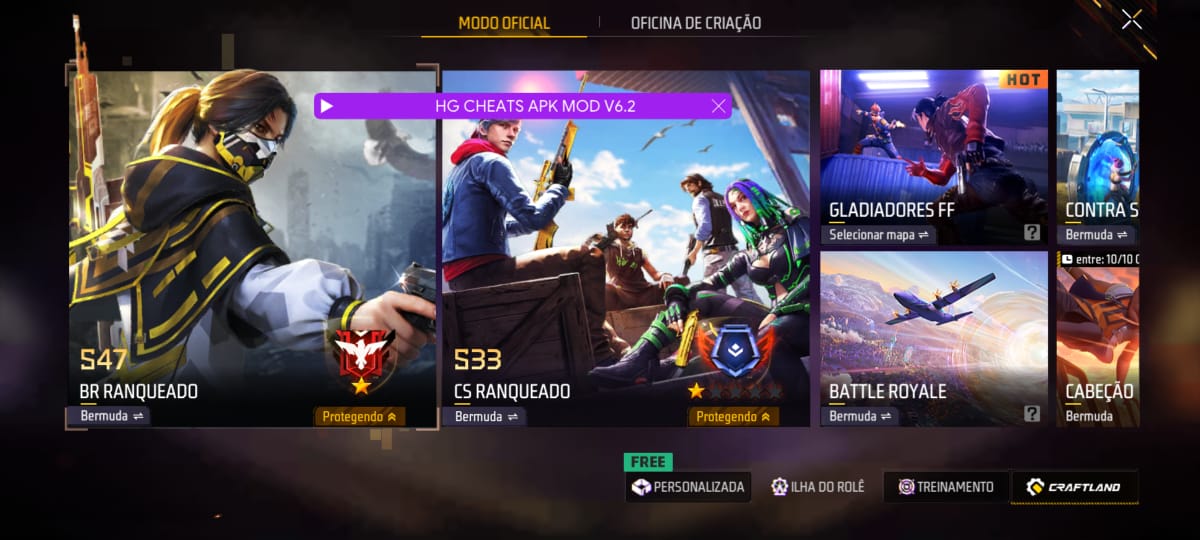 MODO OFICIAL
OFICINA DE CRIAÇÃO
HG CHEATS APK MOD V6.2
S47
BR RANQUEADO
Bermuda
Protegendo
S33
CS RANQUEADO
Bermuda
Protegendo
HOT
GLADIADORES FF
Selecionar mapa
?
CONTRA S
Bermuda
BATTLE ROYALE
Bermuda
?
entre: 10/10
CABEÇÃO
Bermuda
FREE
PERSONALIZADA
ILHA DO ROLÊ
TREINAMENTO
CRAFTLAND